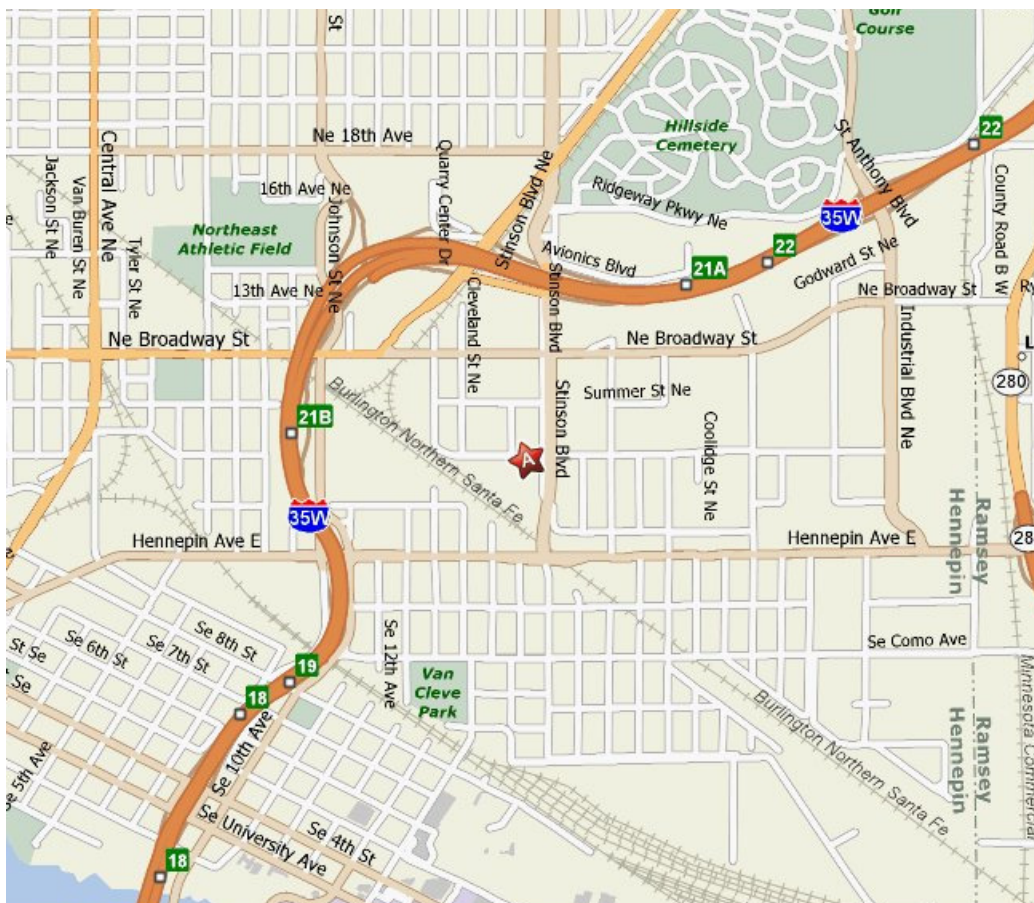 Golf
Course
St
22
Central Ave Ne
Ne 18th Ave
Quarry Center Dr
Hillside
Cemetery
St Anthony Blvd
Jackson St Ne
Van Buren St Ne
16th Ave Ne
Johnson St Ne
Stinson Blvd Ne
Ridgeway Pkwy Ne
35W
County Road B W
Northeast
Athletic Field
Tyler St Ne
Avionics Blvd
22
21A
Godward St Ne
13th Ave Ne
Cleveland St Ne
Stinson Blvd
Ne Broadway St
Ry
Ne Broadway St
Ne Broadway St
Industrial Blvd Ne
L
280
Burlington Northern Santa Fe
Summer St Ne
21B
Stinson Blvd
Coolidge St Ne
A
35W
Hennepin Ave E
Hennepin Ave E
Ramsey
Hennepin
28
Se 8th St
Se 7th St
Se 6th St
St Se
Se
Se 12th Ave
Se Como Ave
19
18
Van
Cleve
Park
Se 10th Ave
Burlington Northern Santa Fe
Ramsey
Hennepin
Minnesota Commercial
Se 5th Ave
Se University Ave
Se 4th St
18